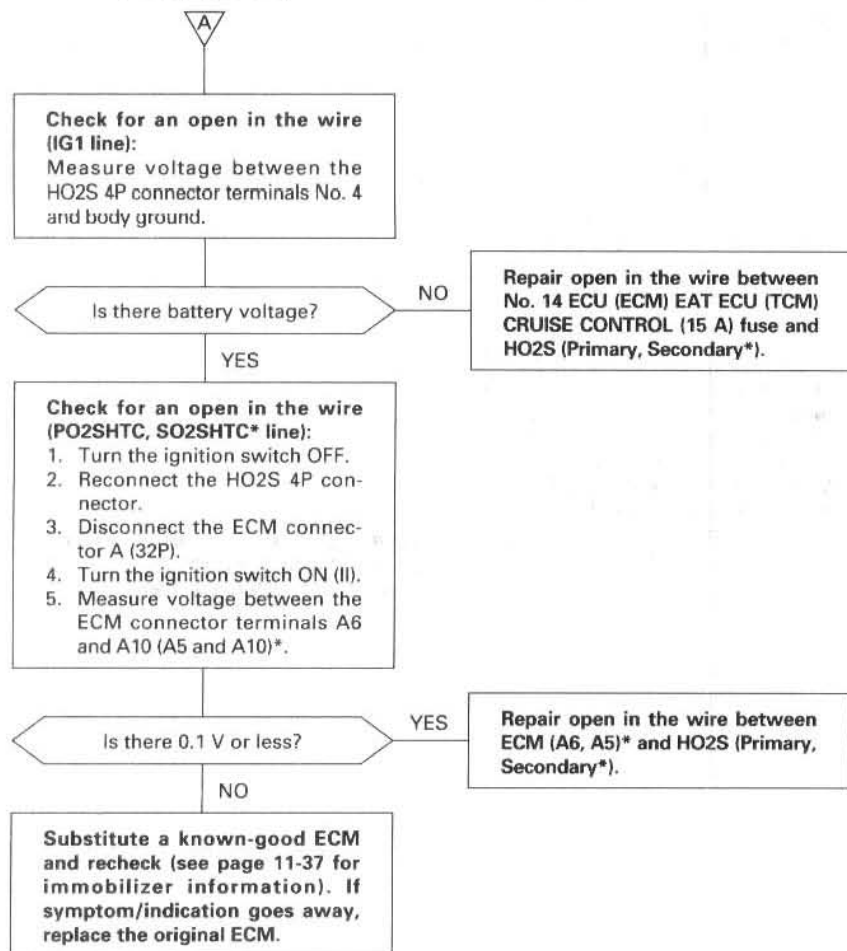 A
Check for an open in the wire
(IG1 line):
Measure voltage between the
HO2S 4P connector terminals No. 4
and body ground.
Is there battery voltage?
NO
Repair open in the wire between
No. 14 ECU (ECM) EAT ECU (TCM)
CRUISE CONTROL (15 A) fuse and
HO2S (Primary, Secondary*).
YES
Check for an open in the wire
(PO2SHTC, SO2SHTC* line):
1. Turn the ignition switch OFF.
2. Reconnect the HO2S 4P con-
nector.
3. Disconnect the ECM connec-
tor A (32P).
4. Turn the ignition switch ON (II).
5. Measure voltage between the
ECM connector terminals A6
and A10 (A5 and A10)*.
Is there 0.1 V or less?
YES
Repair open in the wire between
ECM (A6, A5)* and HO2S (Primary,
Secondary*).
NO
Substitute a known-good ECM
and recheck (see page 11-37 for
immobilizer information). If
symptom/indication goes away,
replace the original ECM.